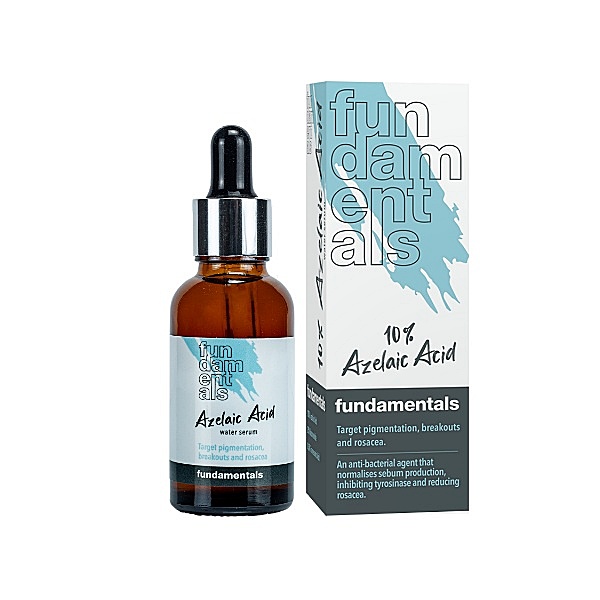 fun
dam
ent
als
Azelaic Acid
water serum
Target pigmentation,
breakouts and rosacea
fundamentals
fun
dam
ent
als
10%
Azelaic Acid
fundamentals
Target pigmentation, breakouts
and rosacea.
An anti-bacterial agent that
normalises sebum production,
inhibiting tyrosinase and reducing
rosacea.
10% Azelaic Acid
water serum
fundamentals